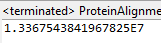 <terminated> ProteinAlignme
1.3367543841967825E7